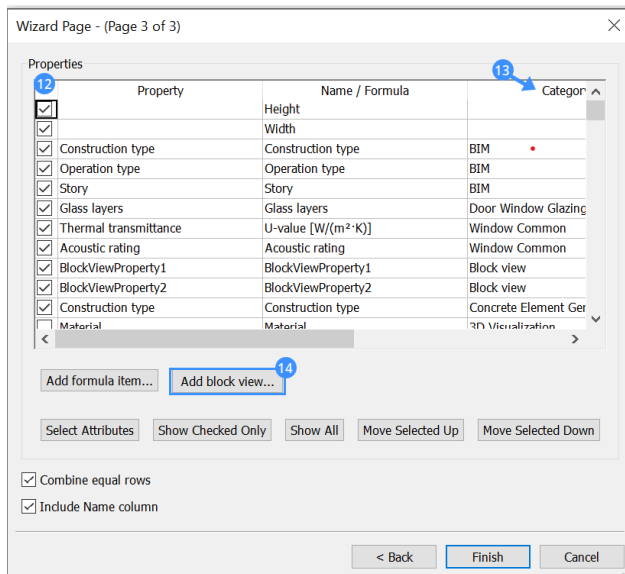 Wizard Page - (Page 3 of 3)
Properties
12 13
Property Name / Formula Categor
Height
Width
Construction type Construction type BIM
Operation type Operation type BIM
Story Story BIM
Glass layers Glass layers Door Window Glazing
Thermal transmittance U-value [W/(m²·K)] Window Common
Acoustic rating Acoustic rating Window Common
BlockViewProperty1 BlockViewProperty1 Block view
BlockViewProperty2 BlockViewProperty2 Block view
Construction type Construction type Concrete Element Ger
Material Material 3D Visualization
14
Add formula item... Add block view...
Select Attributes Show Checked Only Show All Move Selected Up Move Selected Down
Combine equal rows
Include Name column
< Back Finish Cancel